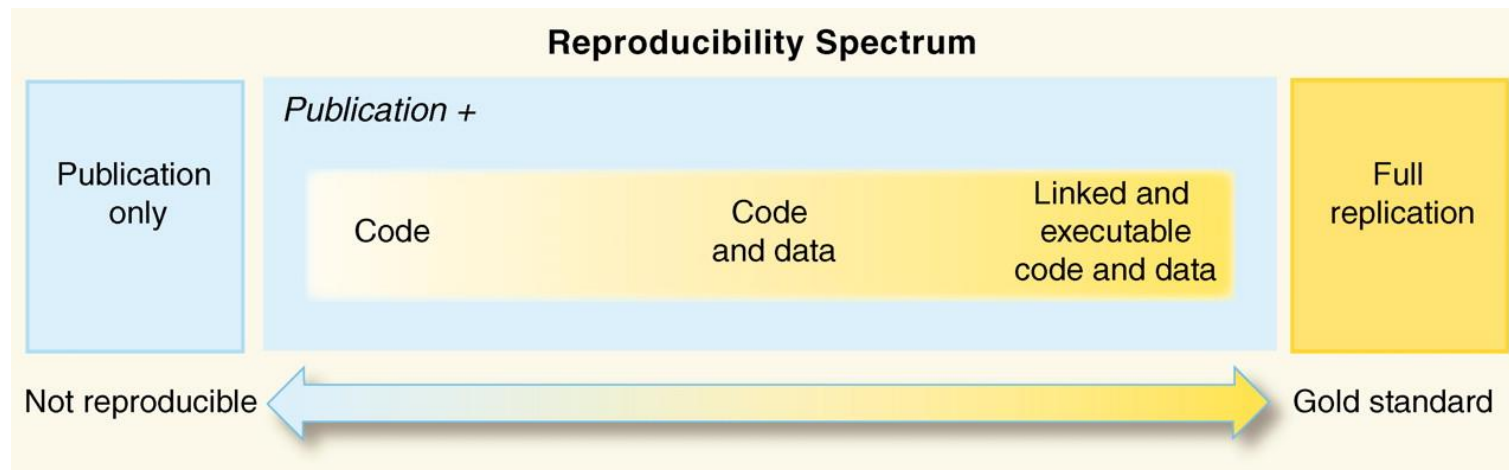 Reproducibility Spectrum
Publication
only
Publication +
Code
Code
and data
Linked and
executable
code and data
Full
replication
Not reproducible
Gold standard